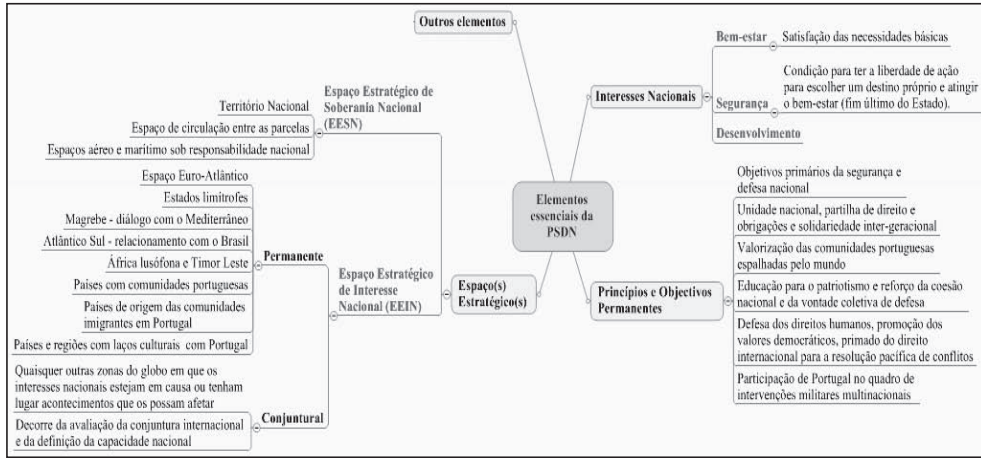 Outros elementos
Espaço Estratégico de
Soberania Nacional
(EESN)
Território Nacional
Espaço de circulação entre as parcelas
Espaços aéreo e marítimo sob responsabilidade nacional
Espaço Euro-Atlântico
Estados limítrofes
Magrebe - diálogo com o Mediterrâneo
Atlântico Sul - relacionamento com o Brasil
África lusófona e Timor Leste
Países com comunidades portuguesas
Países de origem das comunidades
imigrantes em Portugal
Países e regiões com laços culturais com Portugal
Permanente
Quaisquer outras zonas do globo em que os
interesses nacionais estejam em causa ou tenham
lugar acontecimentos que os possam afetar
Decorre da avaliação da conjuntura internacional
e da definição da capacidade nacional
Conjuntural
Espaço Estratégico
de Interesse
Nacional (EEIN)
Espaço(s)
Estratégico(s)
Elementos
essenciais da
PSDN
Interesses Nacionais
Bem-estar
Satisfação das necessidades básicas
Segurança
Condição para ter a liberdade de ação
para escolher um destino próprio e atingir
o bem-estar (fim último do Estado).
Desenvolvimento
Princípios e Objectivos
Permanentes
Objetivos primários da segurança e
defesa nacional
Unidade nacional, partilha de direito e
obrigações e solidariedade inter-geracional
Valorização das comunidades portuguesas
espalhadas pelo mundo
Educação para o patriotismo e reforço da coesão
nacional e da vontade coletiva de defesa
Defesa dos direitos humanos, promoção dos
valores democráticos, primado do direito
internacional para a resolução pacífica de conflitos
Participação de Portugal no quadro de
intervenções militares multinacionais